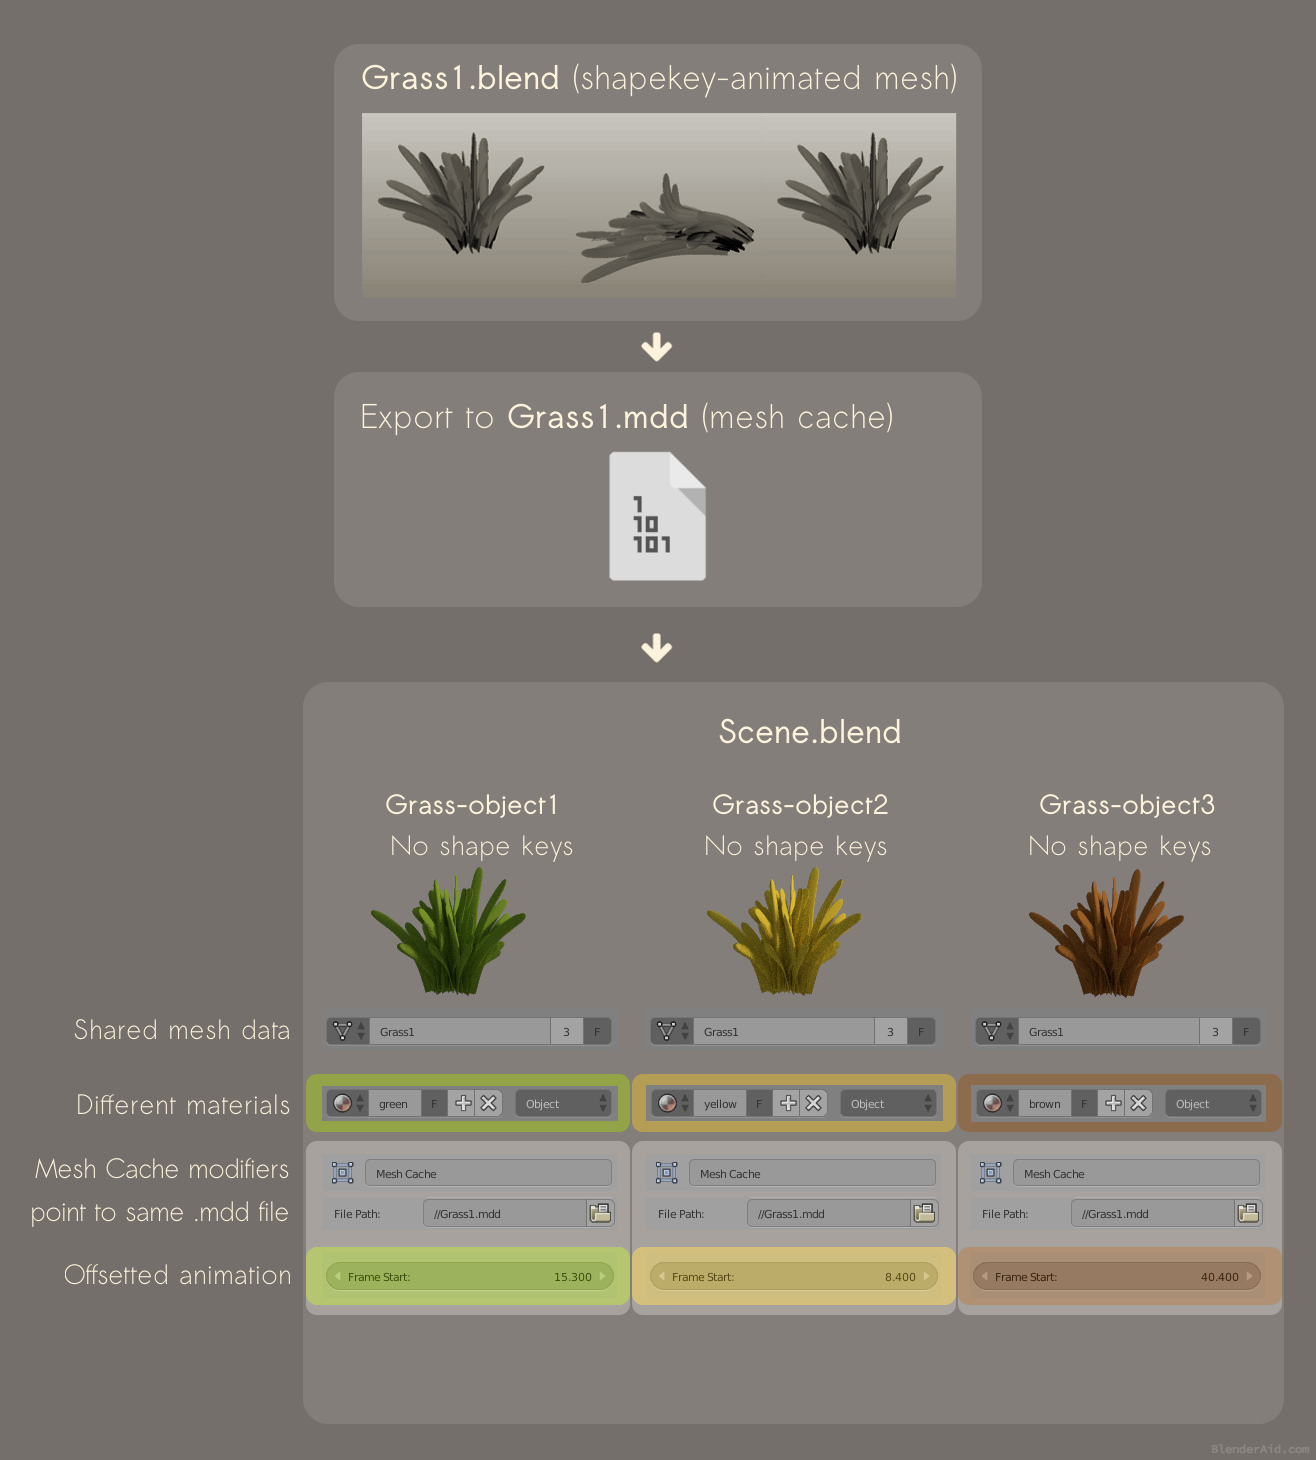 Grass1.blend (shapekey-animated mesh)
Export to Grass1.mdd (mesh cache)
1
10
101
Scene.blend
Grass-object1 Grass-object2 Grass-object3
No shape keys No shape keys No shape keys
Shared mesh data Grass1 3 F Grass1 3 F Grass1 3 F
Different materials green F Object yellow F Object brown F Object
Mesh Cache modifiers Mesh Cache Mesh Cache Mesh Cache
point to same .mdd file File Path: //Grass1.mdd File Path: //Grass1.mdd File Path: //Grass1.mdd
Offsetted animation Frame Start: 15.300 Frame Start: 8.400 Frame Start: 40.400
BlenderAid.com